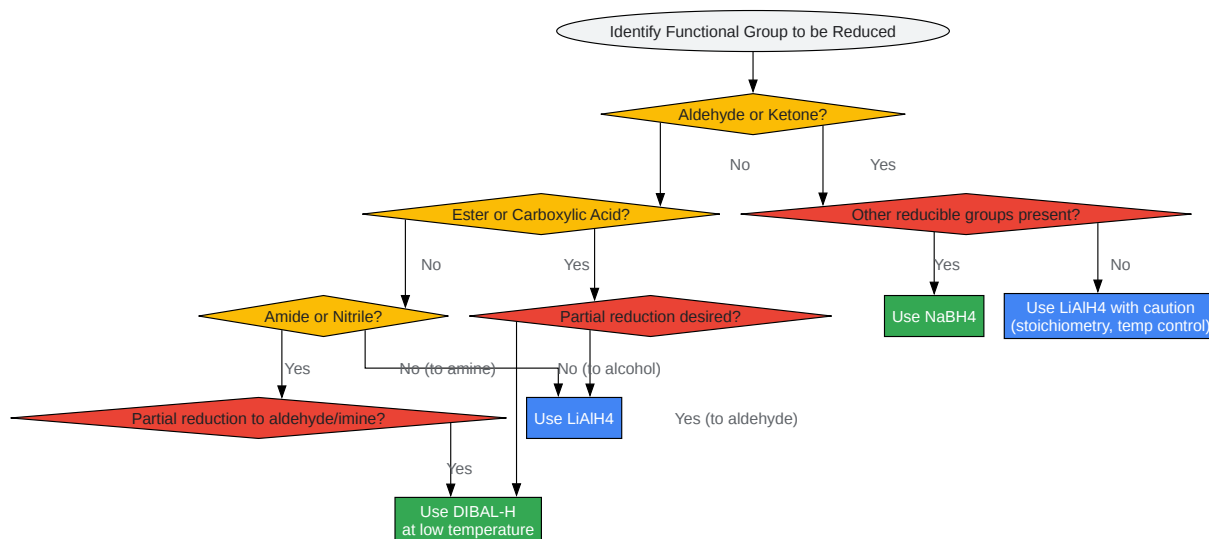 Identify Functional Group to be Reduced
Aldehyde or Ketone?
No
Yes
Ester or Carboxylic Acid?
Other reducible groups present?
No
Yes
Yes
No
Amide or Nitrile?
Partial reduction desired?
Use NaBH4
Use LiAlH4 with caution
(stoichiometry, temp control)
Yes
No (to amine)
No (to alcohol)
Partial reduction to aldehyde/imine?
Use LiAlH4
Yes (to aldehyde)
Yes
Use DIBAL-H
at low temperature